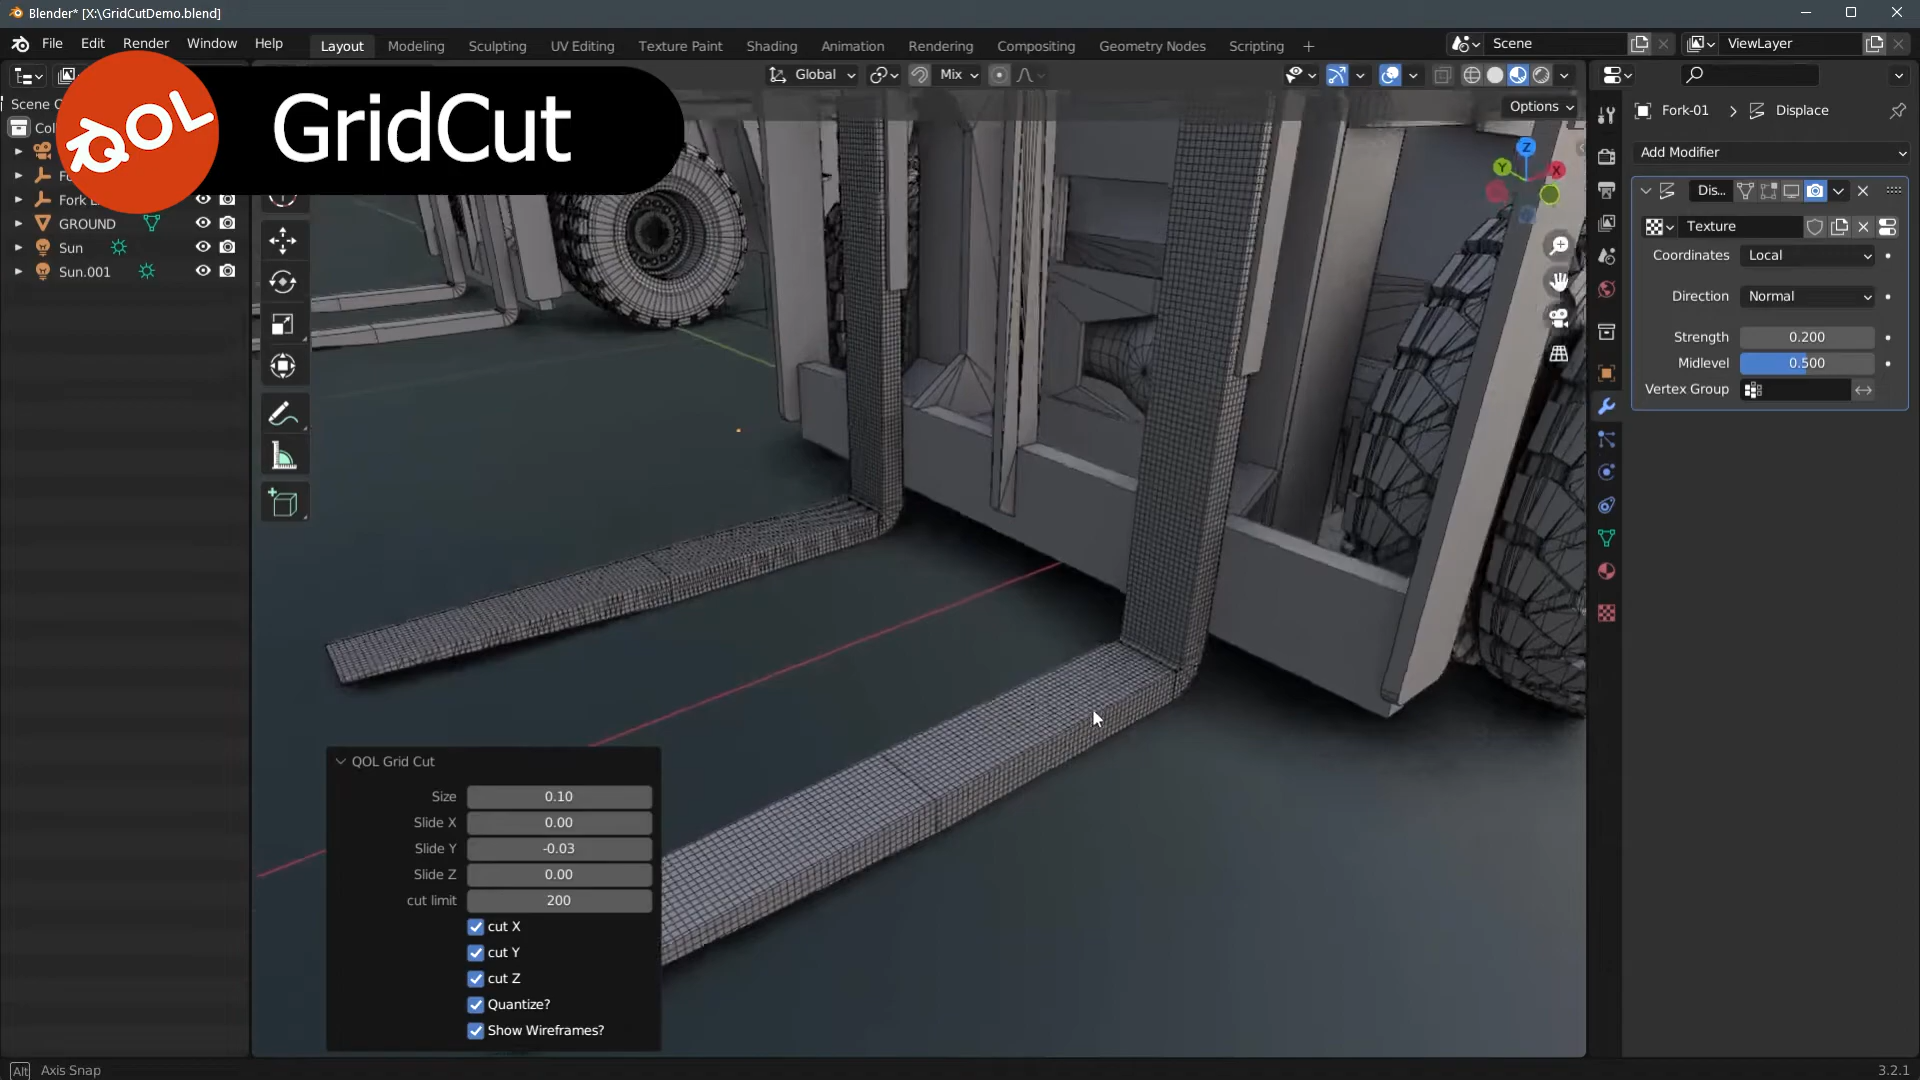 Blender* [X:\GridCutDemo.blend]
File Edit Render Window Help
Layout Modeling Sculpting UV Editing Texture Paint Shading Animation Rendering Compositing Geometry Nodes Scripting +
Scene
ViewLayer
Global
Mix
Options
Scene C
Col
QOL
GridCut
Fo
Fork L
GROUND
Sun
Sun.001
Z
Y
X
Fork-01 > Displace
Add Modifier
Dis...
Texture
Coordinates Local
Direction Normal
Strength 0.200
Midlevel 0.500
Vertex Group
QOL Grid Cut
Size 0.10
Slide X 0.00
Slide Y -0.03
Slide Z 0.00
cut limit 200
cut X
cut Y
cut Z
Quantize?
Show Wireframes?
Alt Axis Snap
3.2.1